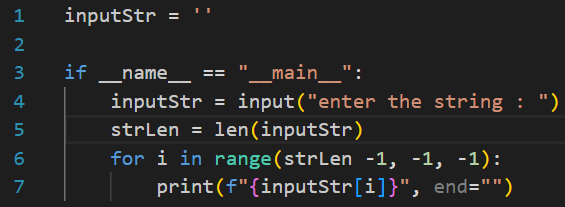 1 inputStr = ''
2
3 if __name__ == "__main__":
4     inputStr = input("enter the string : ")
5     strLen = len(inputStr)
6     for i in range(strLen -1, -1, -1):
7         print(f"{inputStr[i]}", end="")